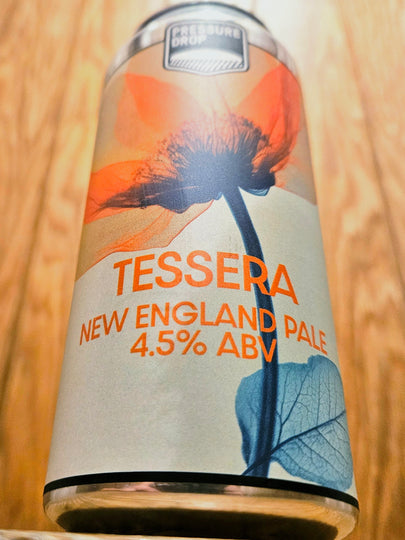 PRESSURE
DROP
TESSERA
NEW ENGLAND PALE
4.5% ABV